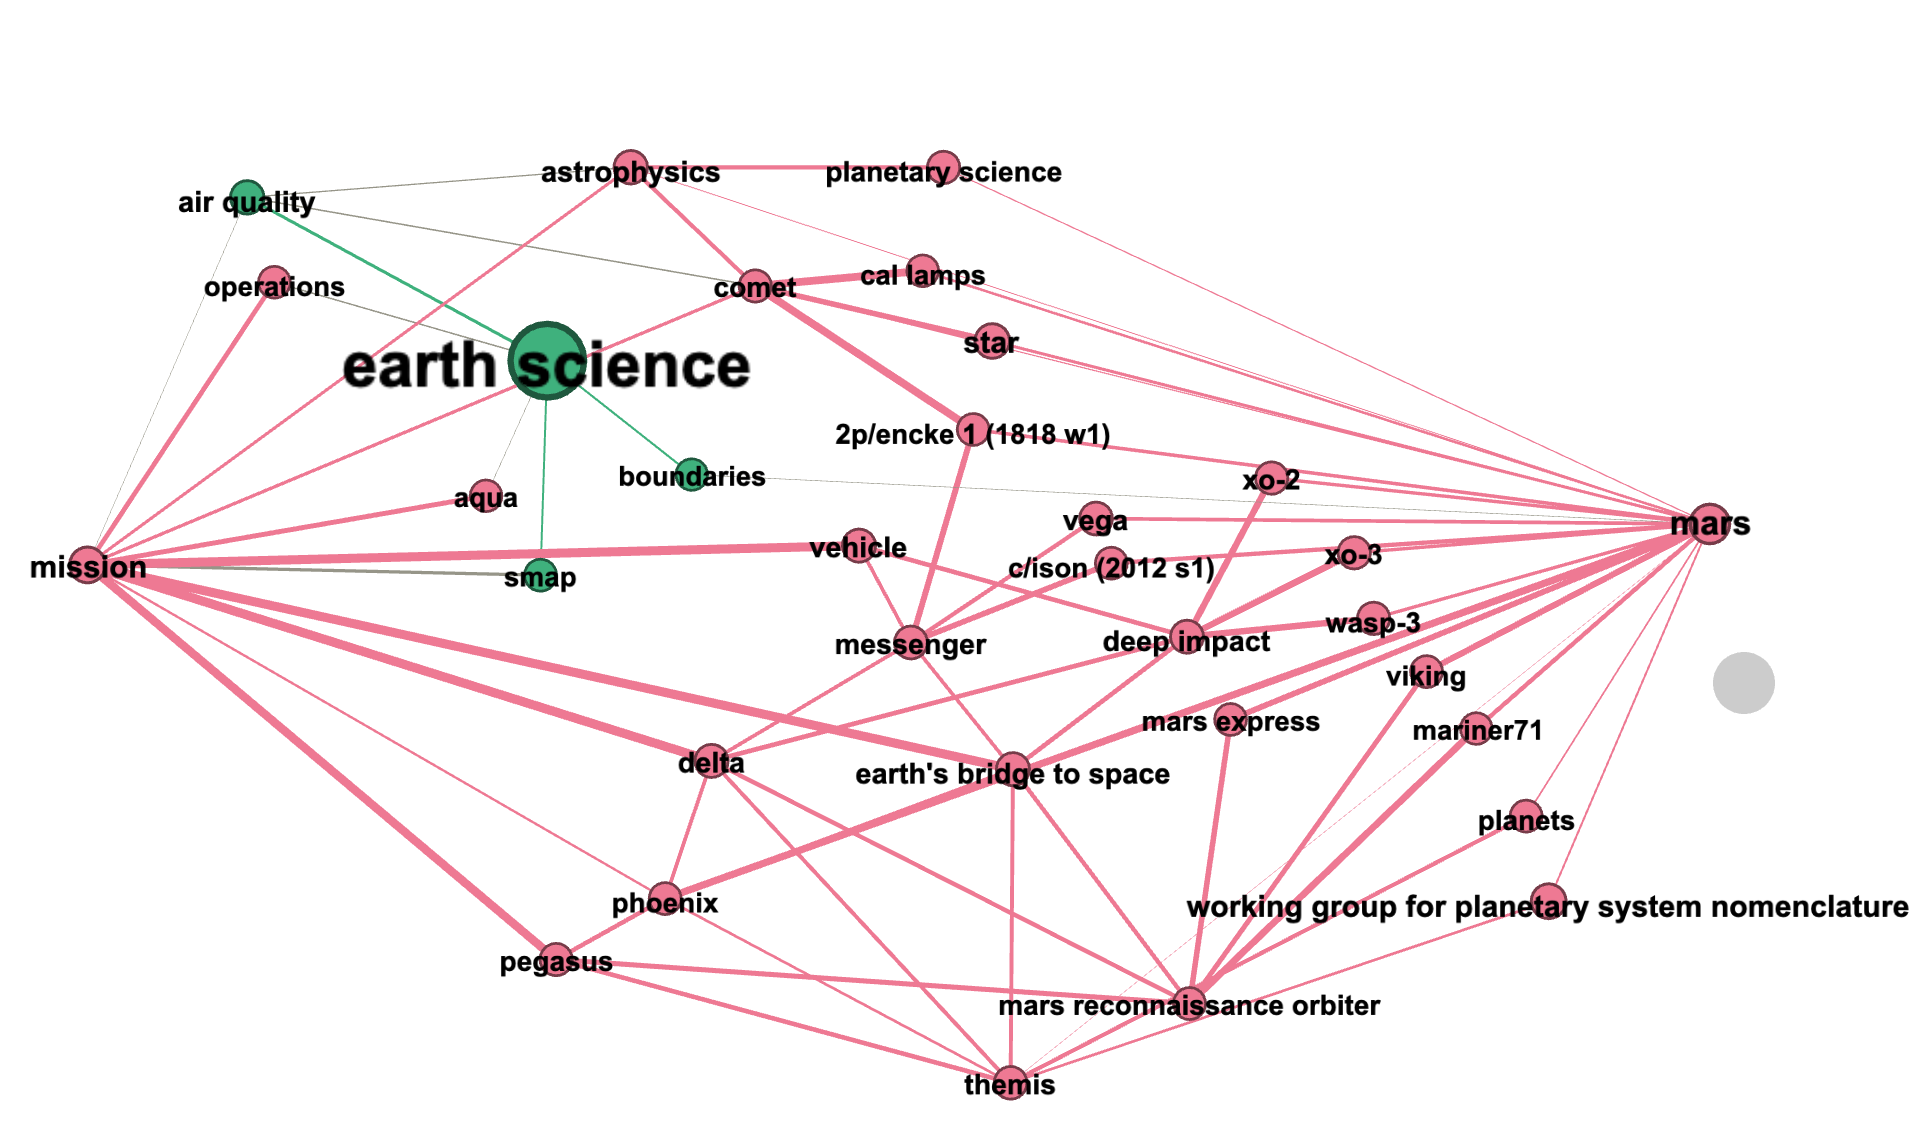 astrophysics
planetary science
air quality
operations
comet
cal lamps
star
earth science
2p/encke 1 (1818 w1)
boundaries
xo-2
aqua
vega
mars
mission
vehicle
smap
c/ison (2012 s1)
xo-3
messenger
deep impact
wasp-3
viking
mars express
mariner71
delta
earth's bridge to space
planets
phoenix
working group for planetary system nomenclature
pegasus
mars reconnaissance orbiter
themis